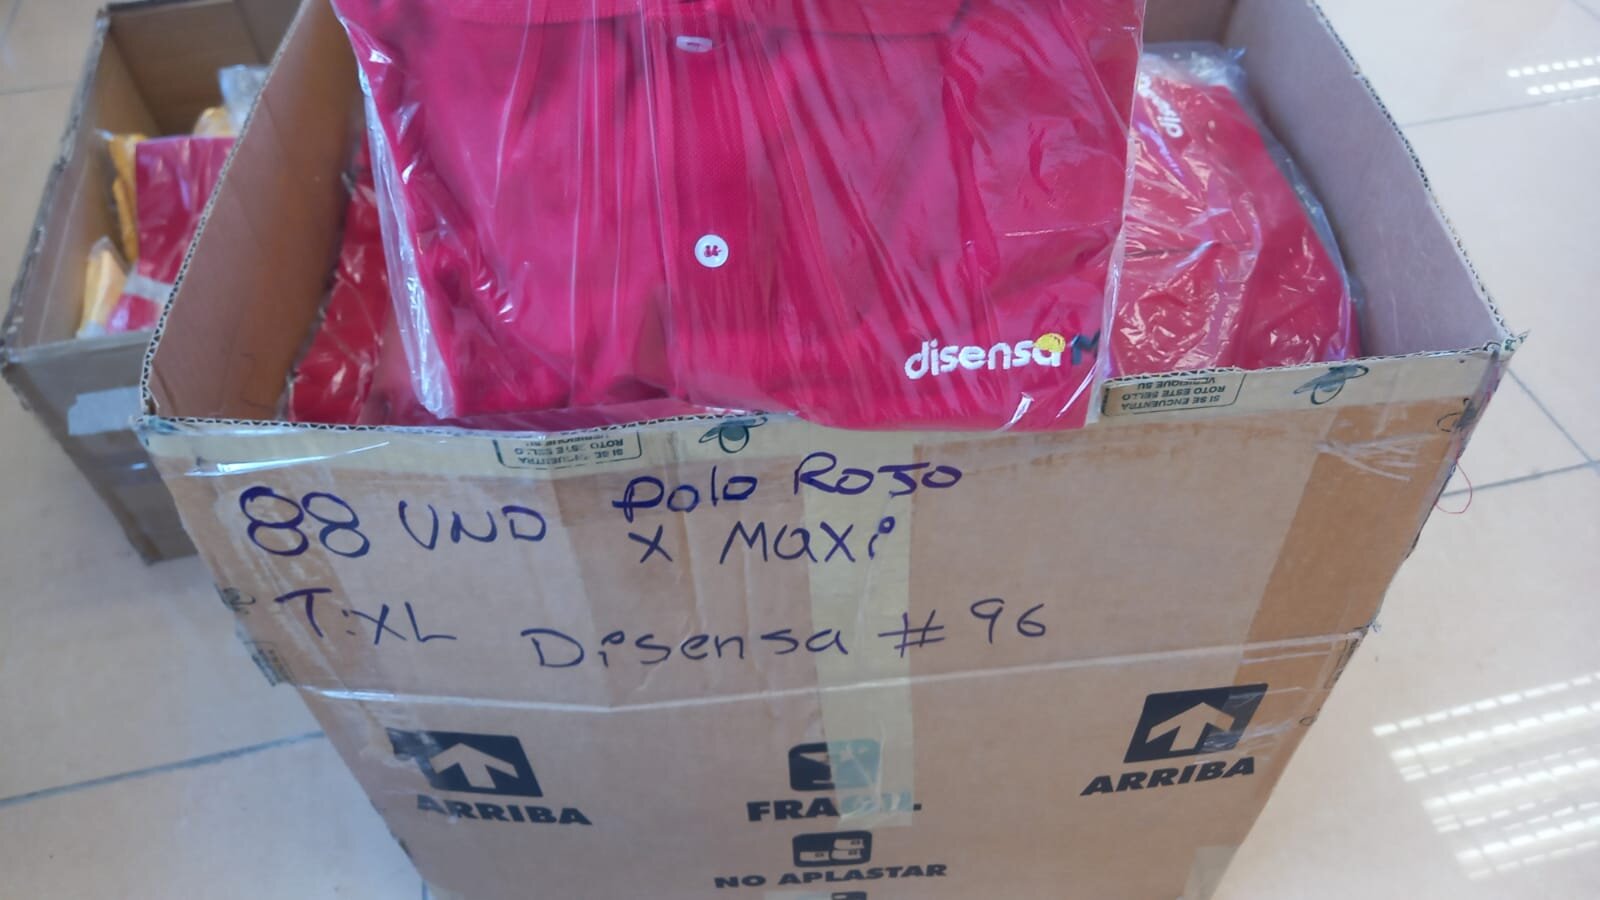 disensa M
disensa
SI SE ENCUENTRA
ROTO ESTE SELLO
VERIFIQUE SU
SI SE ENCUENTRA
ROTO ESTE SELLO
VERIFIQUE SU
88 UND Polo ROJO
X MAXi
T:XL Disensa # 96
ARRIBA
FRAGIL
ARRIBA
NO APLASTAR